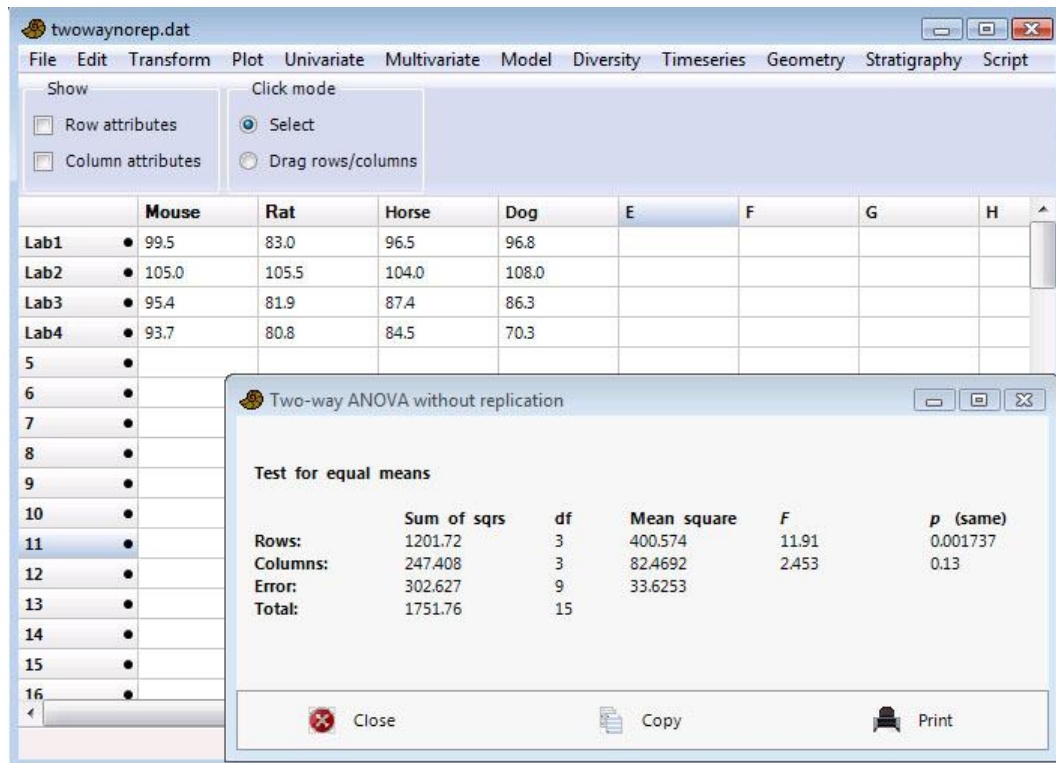 twowaynorep.dat
File Edit Transform Plot Univariate Multivariate Model Diversity Timeseries Geometry Stratigraphy Script
Show Click mode
Row attributes Select
Column attributes Drag rows/columns
Mouse Rat Horse Dog E F G H
Lab1 99.5 83.0 96.5 96.8
Lab2 105.0 105.5 104.0 108.0
Lab3 95.4 81.9 87.4 86.3
Lab4 93.7 80.8 84.5 70.3
5
6
7
8
9
10
11
12
13
14
15
16
Two-way ANOVA without replication
Test for equal means
Sum of sqrs df Mean square F p (same)
Rows: 1201.72 3 400.574 11.91 0.001737
Columns: 247.408 3 82.4692 2.453 0.13
Error: 302.627 9 33.6253
Total: 1751.76 15
Close Copy Print